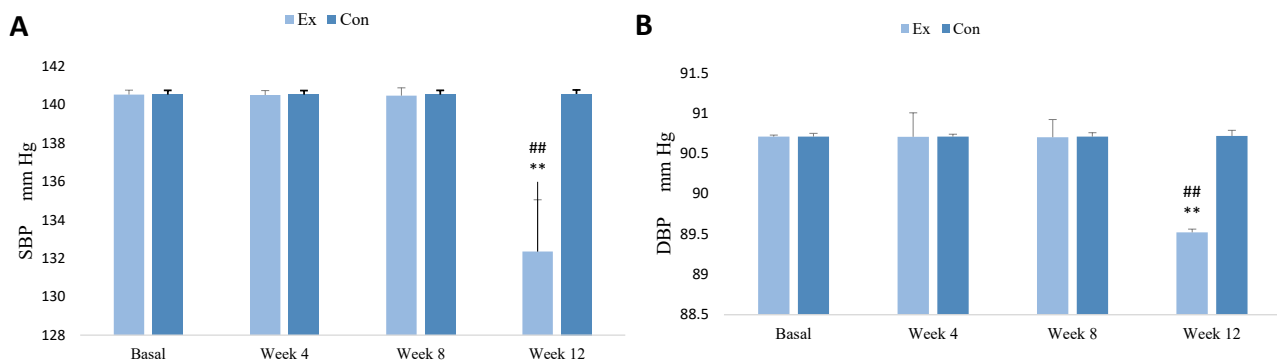 A
Ex Con
SBP mm Hg
142
140
138
136
134
132
130
128
##
**
Basal Week 4 Week 8 Week 12
B
Ex Con
DBP mm Hg
91.5
91
90.5
90
89.5
89
88.5
##
**
Basal Week 4 Week 8 Week 12